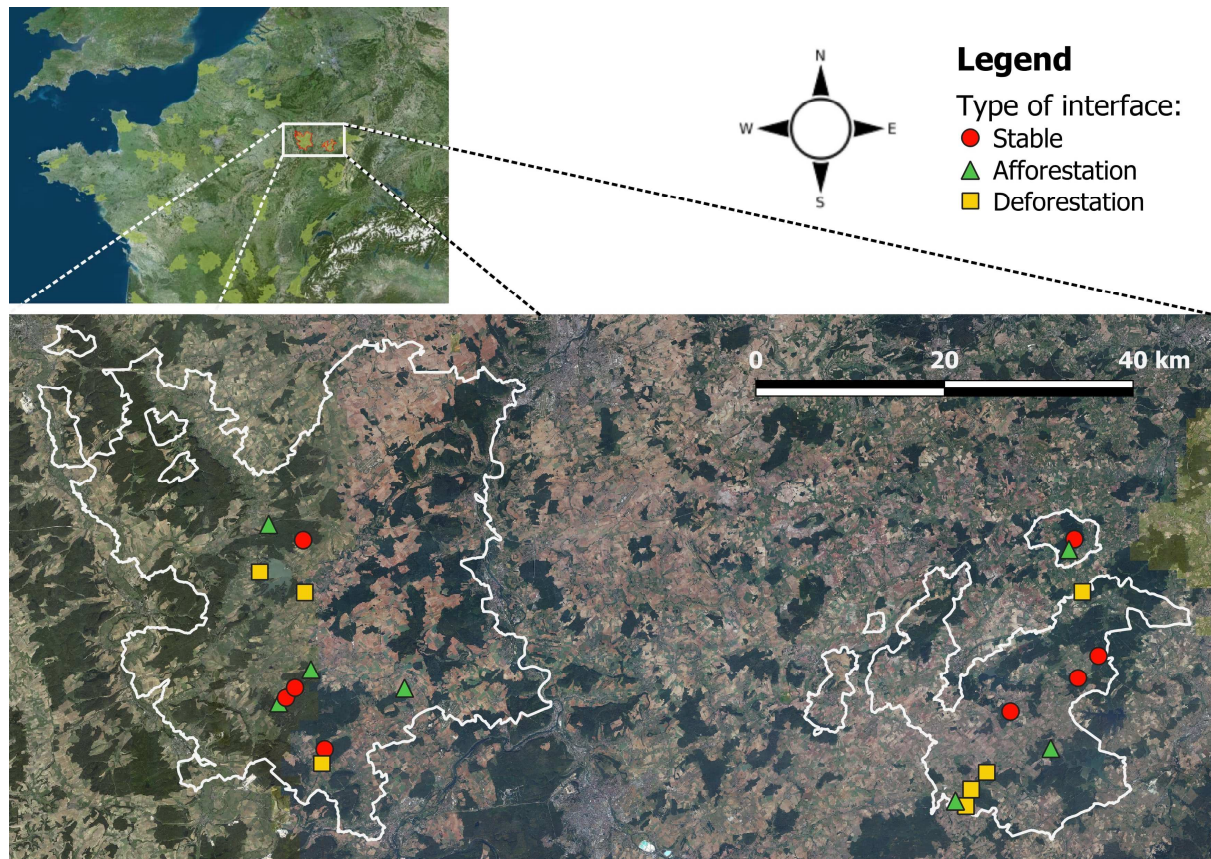 N
W
E
S
Legend
Type of interface:
Stable
Afforestation
Deforestation
0 20 40 km